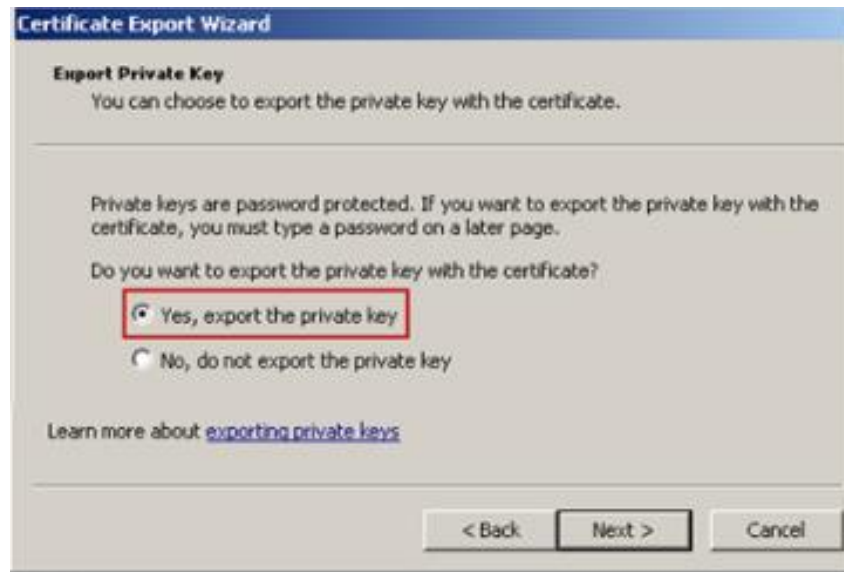 Certificate Export Wizard
Export Private Key
You can choose to export the private key with the certificate.
Private keys are password protected. If you want to export the private key with the
certificate, you must type a password on a later page.
Do you want to export the private key with the certificate?
Yes, export the private key
No, do not export the private key
Learn more about exporting private keys
< Back Next > Cancel